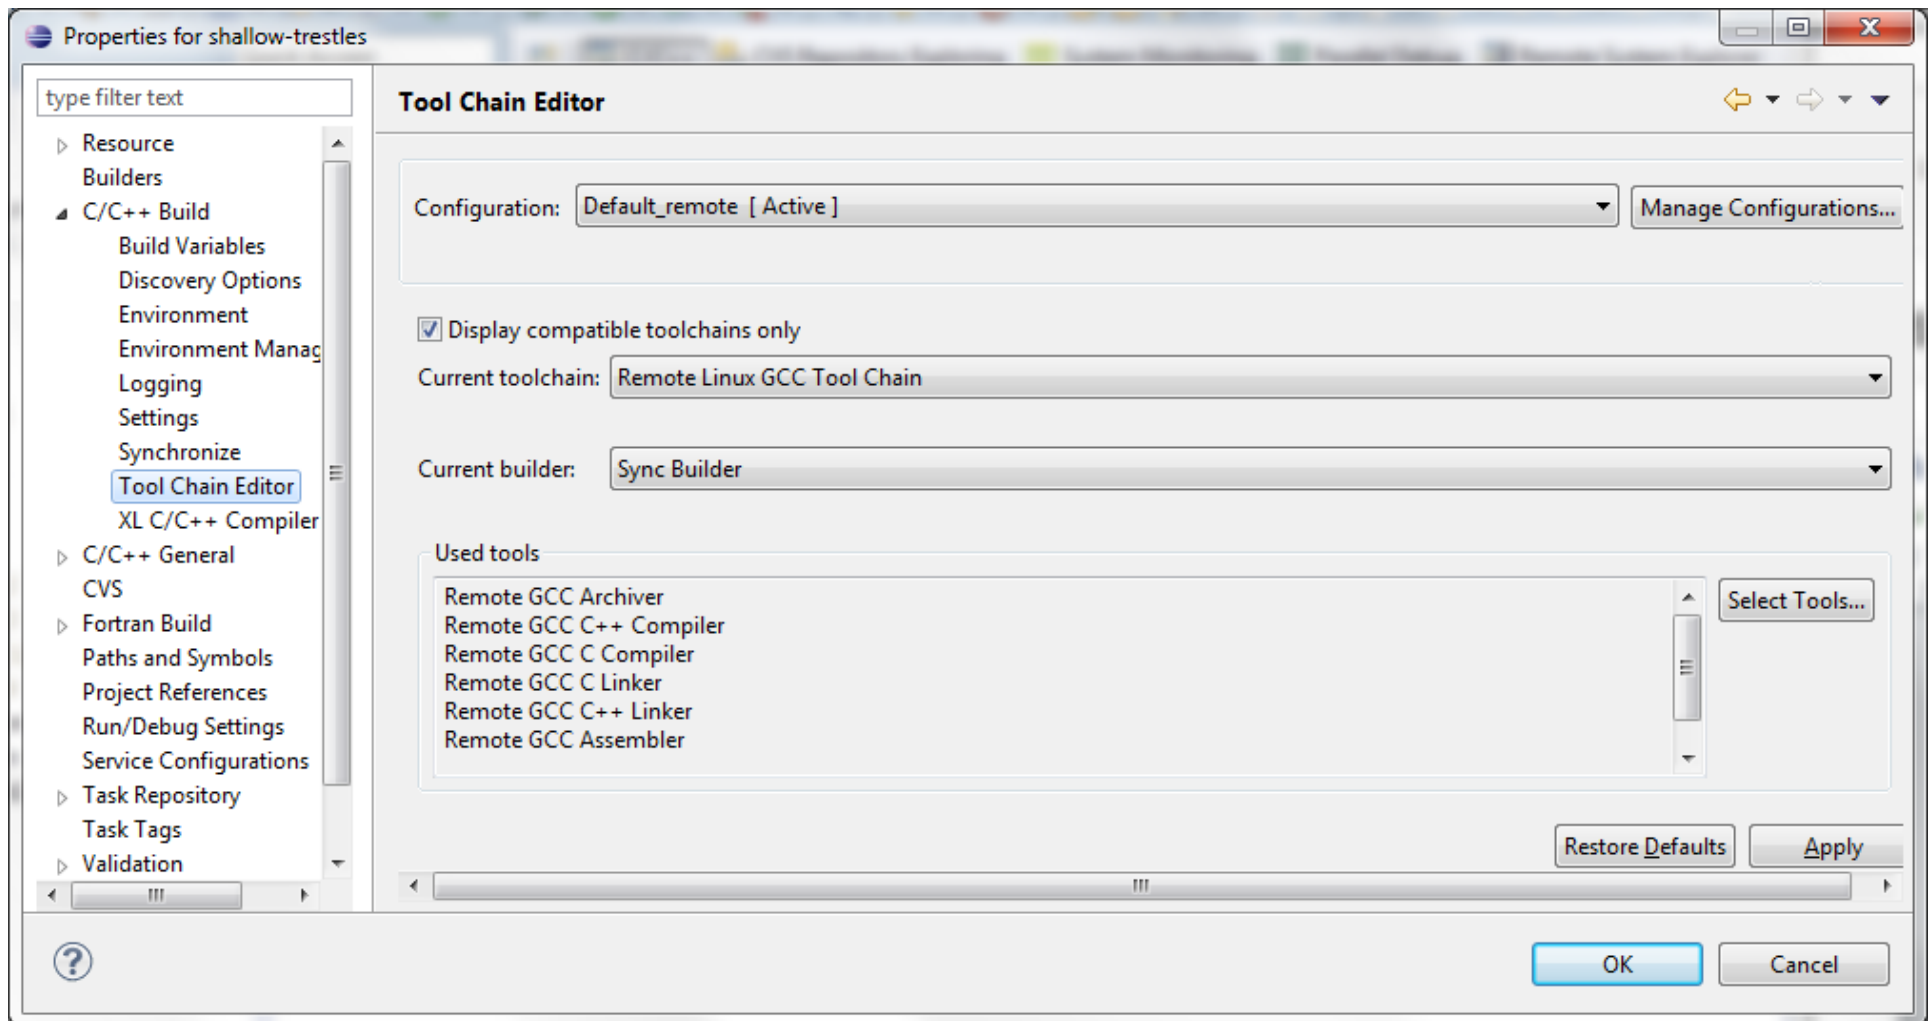 Properties for shallow-trestles
type filter text
Resource
Builders
C/C++ Build
Build Variables
Discovery Options
Environment
Environment Manag
Logging
Settings
Synchronize
Tool Chain Editor
XL C/C++ Compiler
C/C++ General
CVS
Fortran Build
Paths and Symbols
Project References
Run/Debug Settings
Service Configurations
Task Repository
Task Tags
Validation
Tool Chain Editor
Configuration: Default_remote [ Active ] Manage Configurations...
Display compatible toolchains only
Current toolchain: Remote Linux GCC Tool Chain
Current builder: Sync Builder
Used tools
Remote GCC Archiver
Remote GCC C++ Compiler
Remote GCC C Compiler
Remote GCC C Linker
Remote GCC C++ Linker
Remote GCC Assembler
Select Tools...
Restore Defaults Apply
OK Cancel